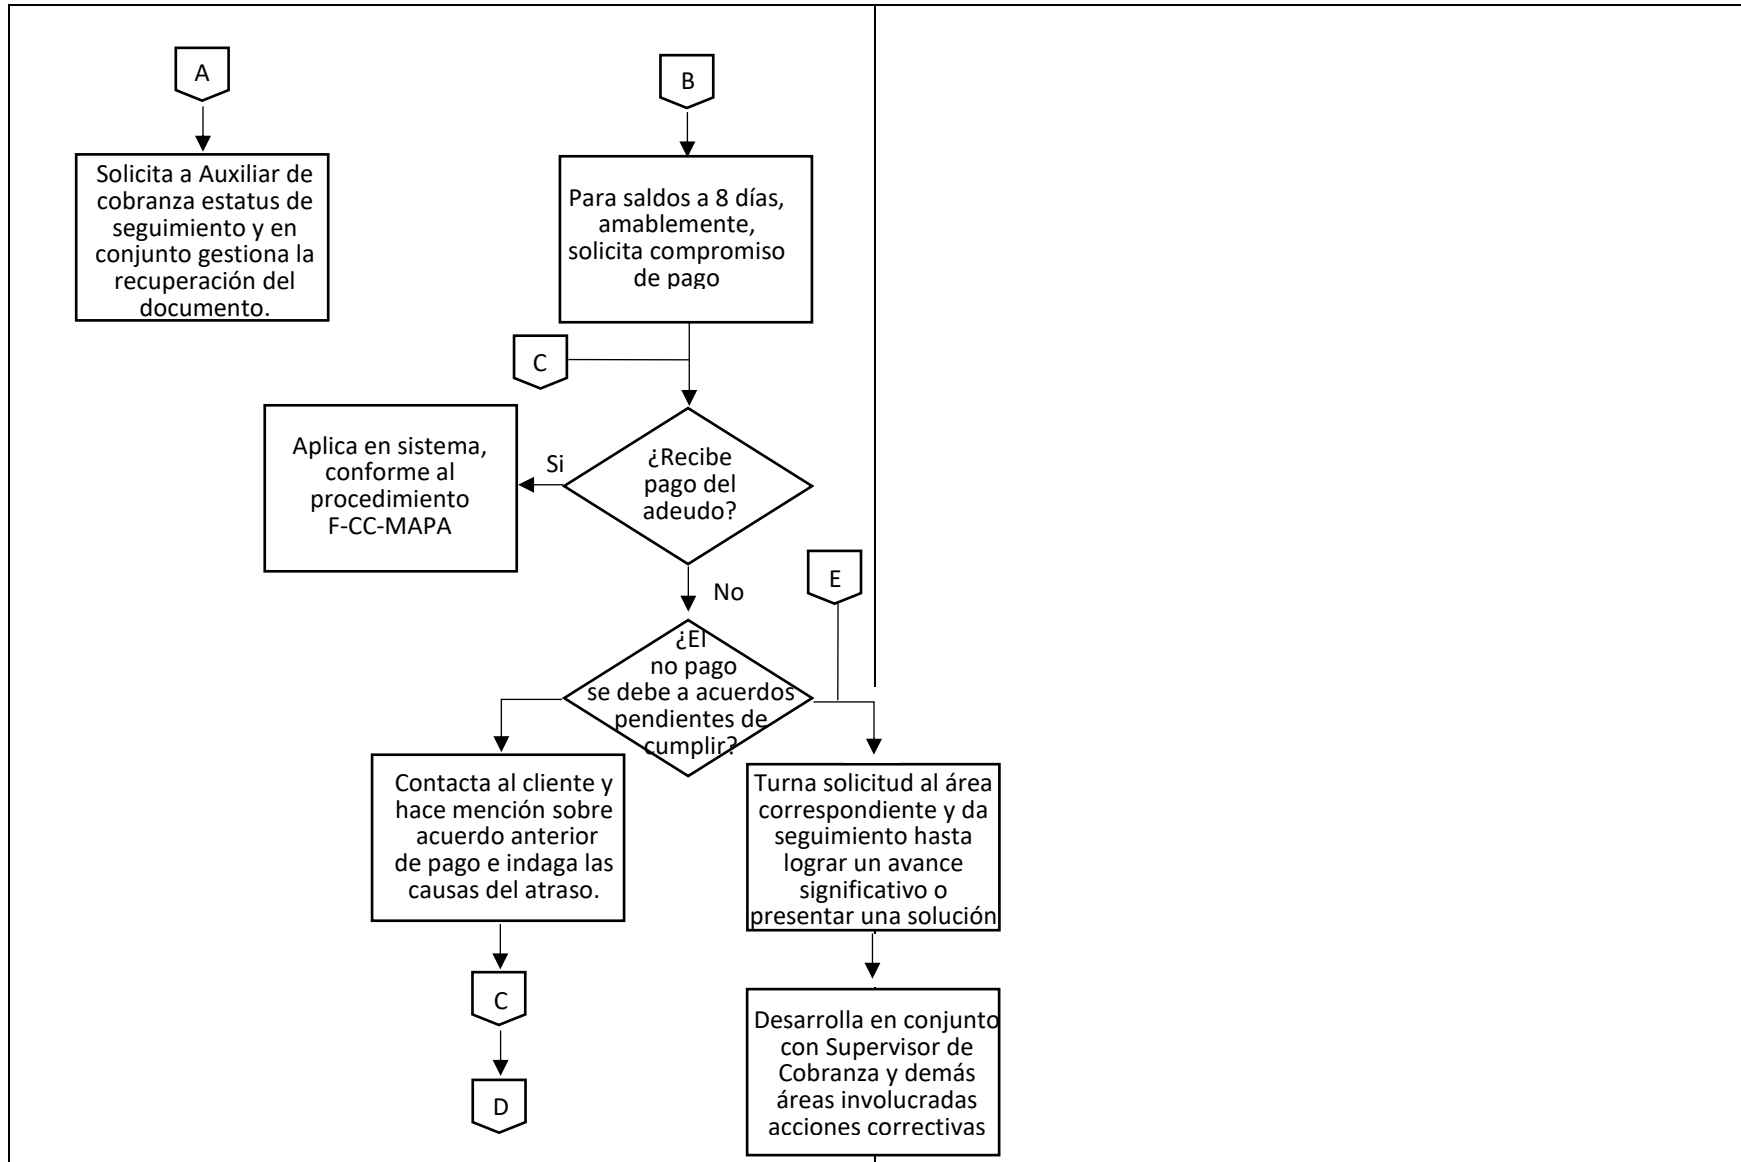 A
Solicita a Auxiliar de
cobranza estatus de
seguimiento y en
conjunto gestiona la
recuperación del
documento.
B
Para saldos a 8 días,
amablemente,
solicita compromiso
de pago
C
Aplica en sistema,
conforme al
procedimiento
F-CC-MAPA
Si
¿Recibe
pago del
adeudo?
No
E
¿El
no pago
se debe a acuerdos
pendientes de
cumplir?
Contacta al cliente y
hace mención sobre
acuerdo anterior
de pago e indaga las
causas del atraso.
C
D
Turna solicitud al área
correspondiente y da
seguimiento hasta
lograr un avance
significativo o
presentar una solución
Desarrolla en conjunto
con Supervisor de
Cobranza y demás
áreas involucradas
acciones correctivas